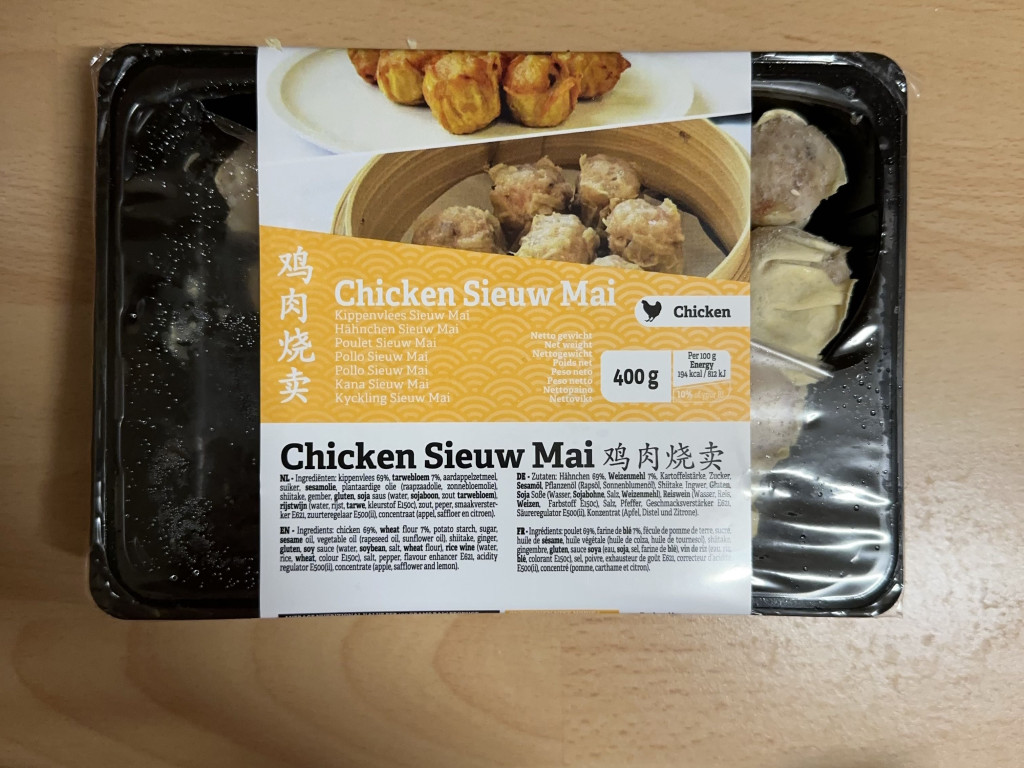 鸡肉烧卖
Chicken Sieuw Mai
Kippenvlees Sieuw Mai
Hähnchen Sieuw Mai
Poulet Sieuw Mai
Pollo Sieuw Mai
Pollo Sieuw Mai
Kana Sieuw Mai
Kyckling Sieuw Mai
Chicken
Netto gewicht
Net weight
Nettogewicht
Poids net
Peso neto
Peso netto
Nettopaino
Nettovikt
400 g
Per 100 g
Energy
194 kcal / 812 kJ
10%
Chicken Sieuw Mai 鸡肉烧卖
NL - Ingrediënten: kippenvlees 69%, tarwebloem 7%, aardappelzetmeel,
suiker, sesamolie, plantaardige olie (raapzaadolie, zonnebloemolie),
shiitake, gember, gluten, soja saus (water, sojaboon, zout tarwebloem),
rijstwijn (water, rijst, tarwe, kleurstof E150c), zout, peper, smaakverster-
ker E621, zuurteregelaar E500(ii), concentraat (appel, saffloer en citroen).
EN - Ingredients: chicken 69%, wheat flour 7%, potato starch, sugar,
sesame oil, vegetable oil (rapeseed oil, sunflower oil), shiitake, ginger,
gluten, soy sauce (water, soybean, salt, wheat flour), rice wine (water,
rice, wheat, colour E150c), salt, pepper, flavour enhancer E621, acidity
regulator E500(ii), concentrate (apple, safflower and lemon).
DE - Zutaten: Hähnchen 69%, Weizenmehl 7%, Kartoffelstärke, Zucker,
Sesamöl, Pflanzenöl (Rapsöl, Sonnenblumenöl), Shiitake, Ingwer, Gluten,
Soja Soße (Wasser, Sojabohne, Salz, Weizenmehl), Reiswein (Wasser, Reis,
Weizen, Farbstoff E150c), Salz, Pfeffer, Geschmacksverstärker E621,
Säureregulator E500(ii), Konzentrat (Apfel, Distel und Zitrone).
FR - Ingrédients: poulet 69%, farine de blé 7%, fécule de pomme de terre, sucre,
huile de sésame, huile végétale (huile de colza, huile de tournesol), shiitake,
gingembre, gluten, sauce soya (eau, soja, sel, farine de blé), vin de riz (eau, riz,
blé, colorant E150c), sel, poivre, exhausteur de goût E621, correcteur d'acidité
E500(ii), concentré (pomme, carthame et citron).